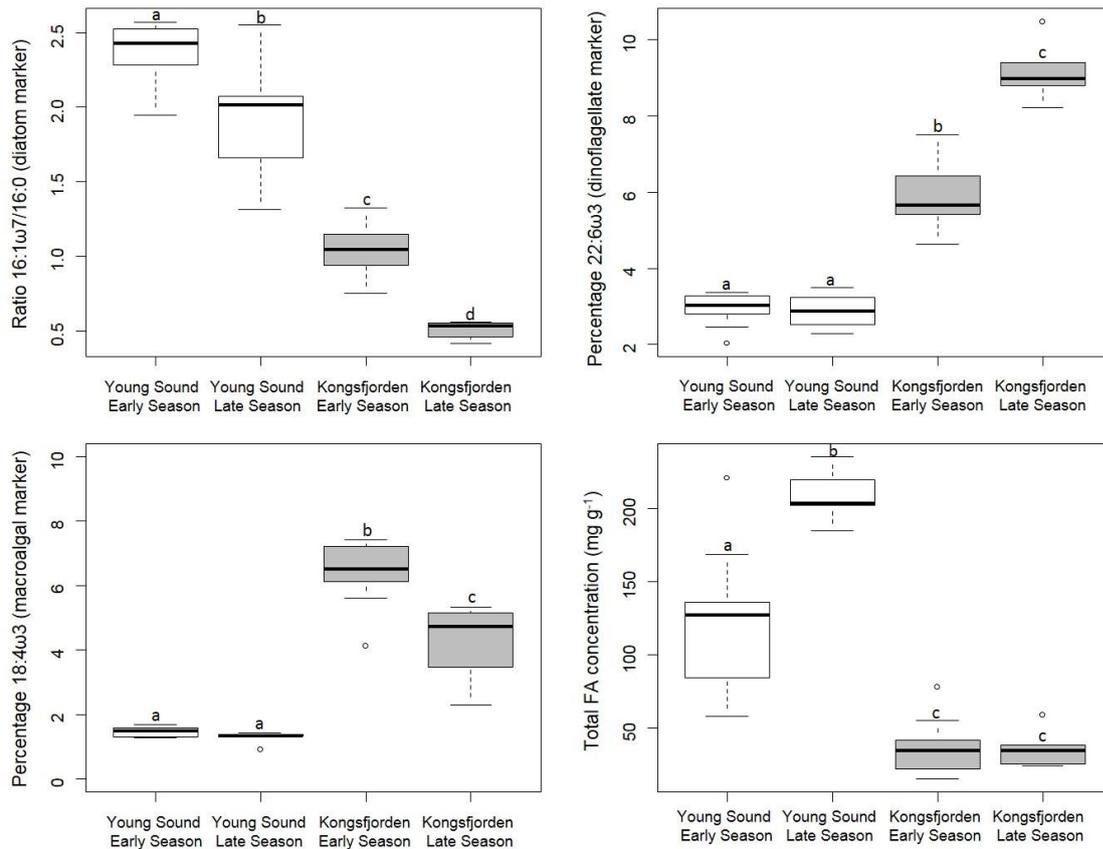 Ratio 16:1ω7/16:0 (diatom marker)
2.5
2.0
1.5
1.0
0.5
a
b
c
d
Young Sound Young Sound Kongsfjorden Kongsfjorden
Early Season Late Season Early Season Late Season
Percentage 22:6ω3 (dinoflagellate marker)
10
8
6
4
2
a
a
b
c
Young Sound Young Sound Kongsfjorden Kongsfjorden
Early Season Late Season Early Season Late Season
Percentage 18:4ω3 (macroalgal marker)
10
8
6
4
2
0
a
a
b
c
Young Sound Young Sound Kongsfjorden Kongsfjorden
Early Season Late Season Early Season Late Season
Total FA concentration (mg g⁻¹)
200
150
100
50
a
b
c
c
Young Sound Young Sound Kongsfjorden Kongsfjorden
Early Season Late Season Early Season Late Season